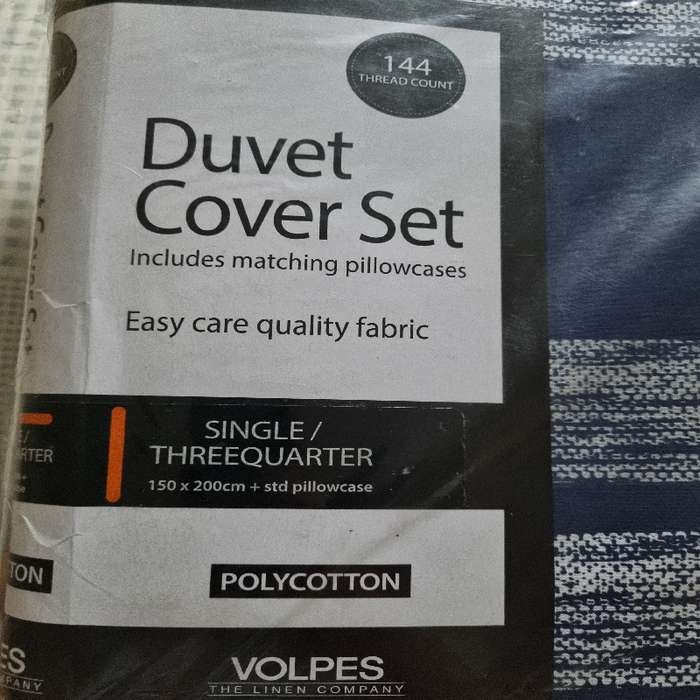 144
THREAD COUNT
Duvet
Cover Set
Includes matching pillowcases
Easy care quality fabric
SINGLE /
THREEQUARTER
150 x 200cm + std pillowcase
POLYCOTTON
VOLPES
THE LINEN COMPANY